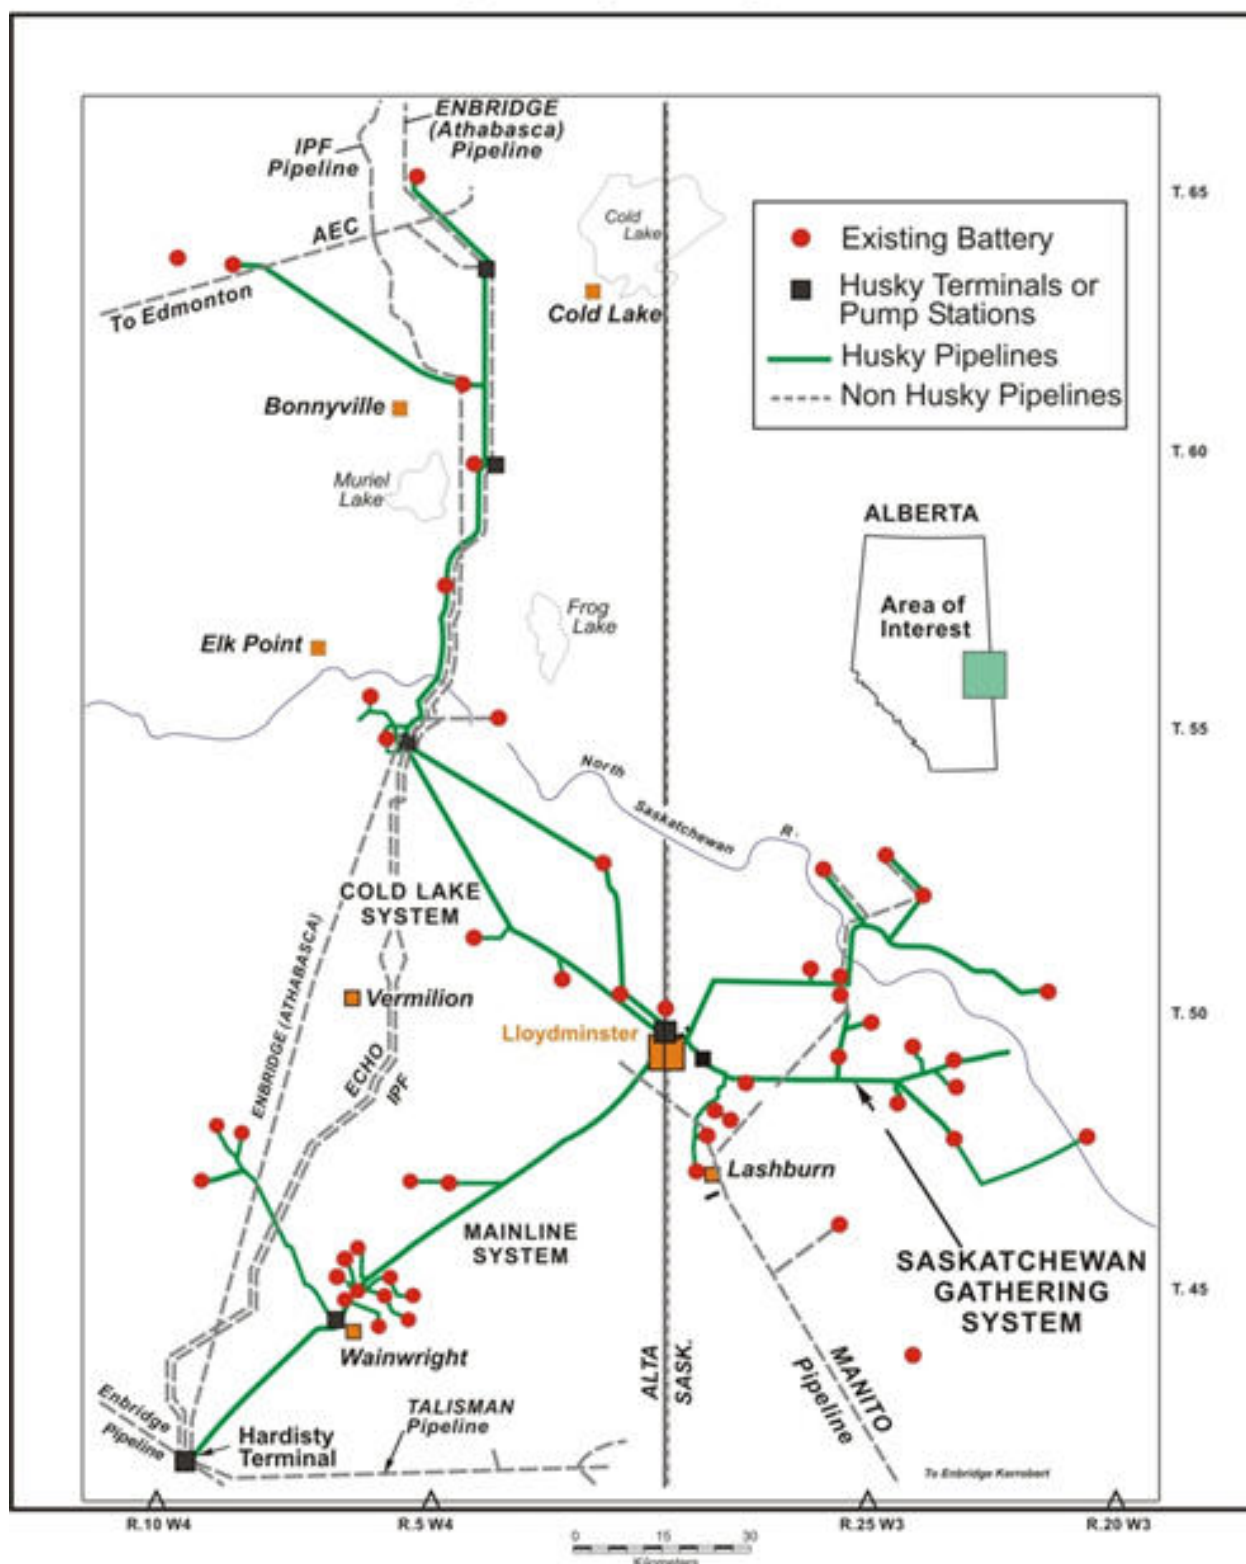 ENBRIDGE
(Athabasca)
Pipeline
IPF
Pipeline
AEC
To Edmonton
Cold
Lake
Cold Lake
T. 65
Existing Battery
Husky Terminals or
Pump Stations
Husky Pipelines
Non Husky Pipelines
Bonnyville
Muriel
Lake
T. 60
ALBERTA
Area of
Interest
Frog
Lake
Elk Point
T. 55
North
Saskatchewan
R.
COLD LAKE
SYSTEM
ENBRIDGE (ATHABASCA)
Vermilion
ECHO
IPF
Lloydminster
T. 50
Lashburn
MAINLINE
SYSTEM
SASKATCHEWAN
GATHERING
SYSTEM
T. 45
Wainwright
ALTA
SASK.
MANITO
Pipeline
Enbridge
Pipeline
Hardisty
Terminal
TALISMAN
Pipeline
To Enbridge Kerrobert
R.10 W4
R.5 W4
R.25 W3
R.20 W3
0 15 30
Kilometers